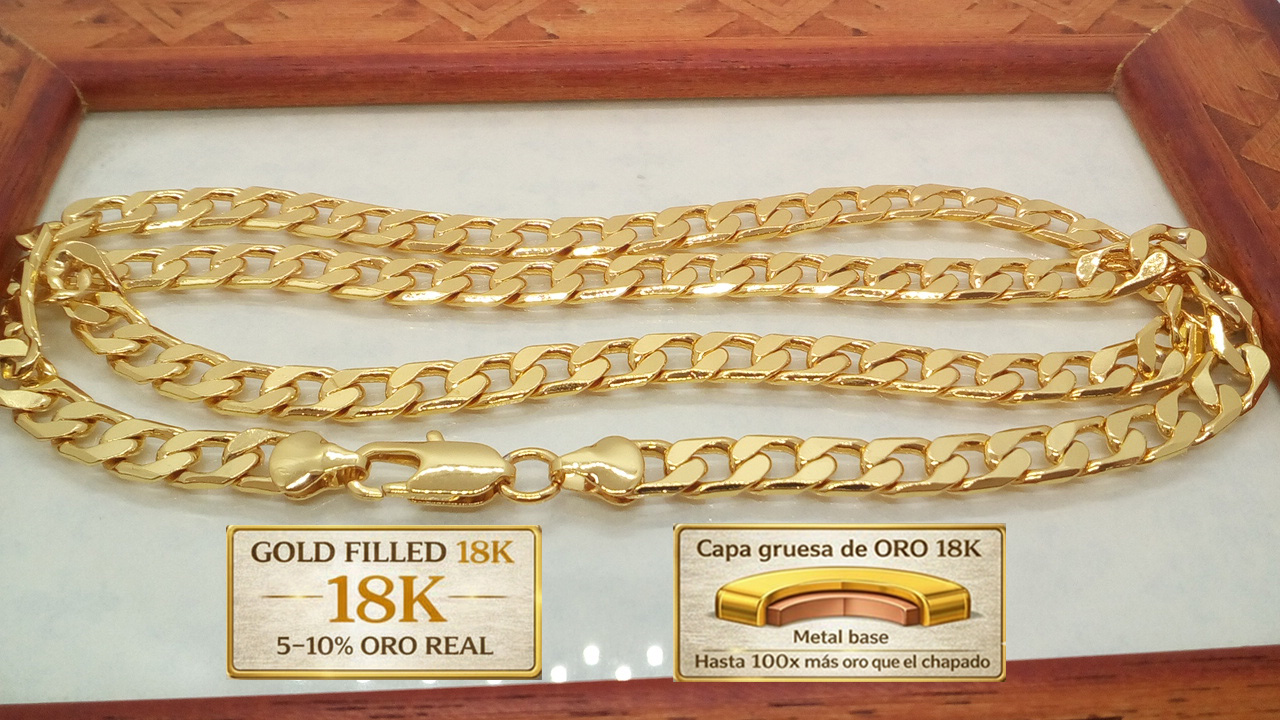 GOLD FILLED 18K
18K
5–10% ORO REAL
Capa gruesa de ORO 18K
Metal base
Hasta 100x más oro que el chapado